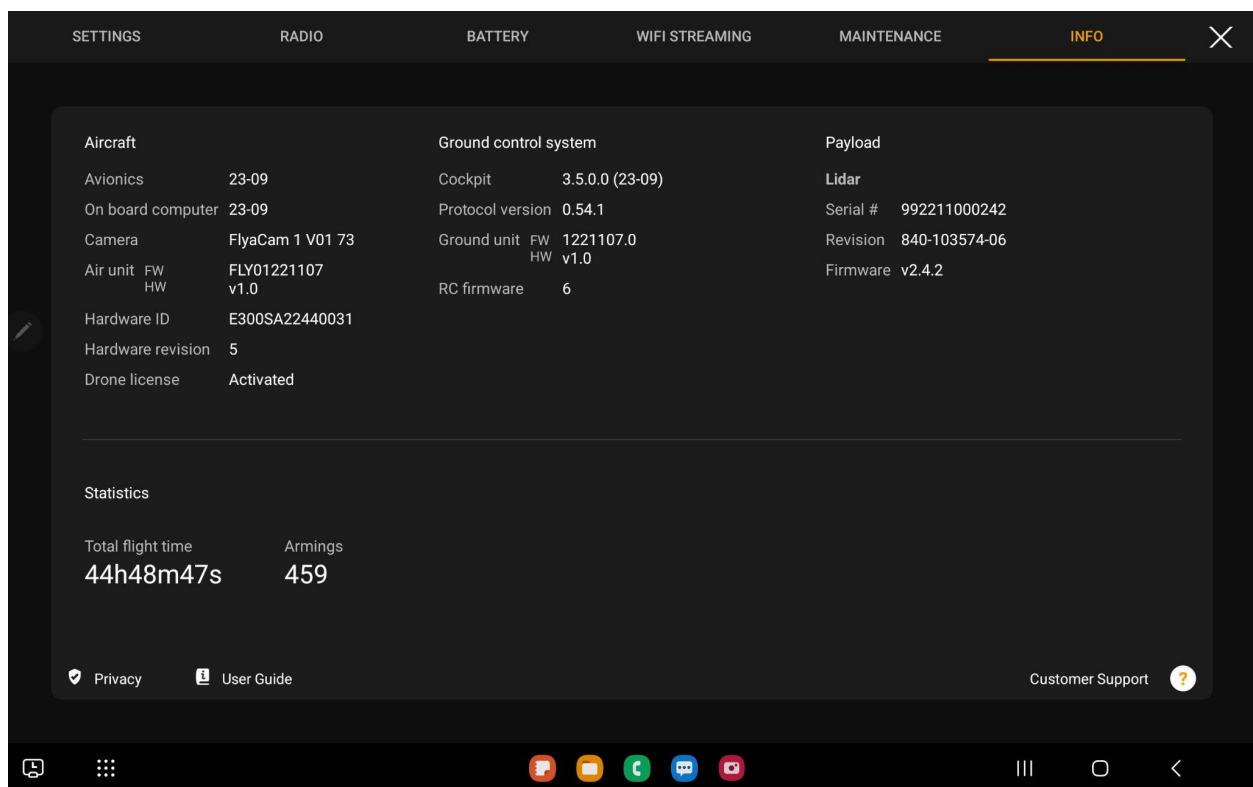 SETTINGS RADIO BATTERY WIFI STREAMING MAINTENANCE INFO
Aircraft
Avionics 23-09
On board computer 23-09
Camera FlyaCam 1 V01 73
Air unit FW FLY01221107
HW v1.0
Hardware ID E300SA22440031
Hardware revision 5
Drone license Activated
Ground control system
Cockpit 3.5.0.0 (23-09)
Protocol version 0.54.1
Ground unit FW 1221107.0
HW v1.0
RC firmware 6
Payload
Lidar
Serial # 992211000242
Revision 840-103574-06
Firmware v2.4.2
Statistics
Total flight time Armings
44h48m47s 459
Privacy User Guide Customer Support ?